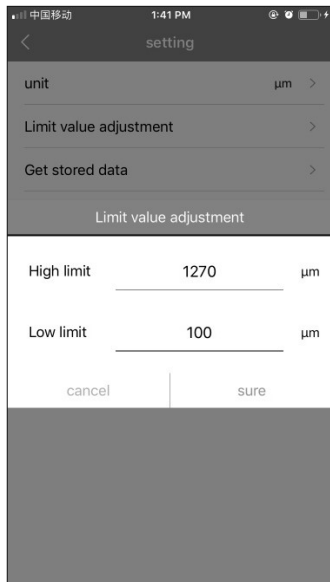 中国移动 1:41 PM
setting
unit μm
Limit value adjustment
Get stored data
Limit value adjustment
High limit 1270 μm
Low limit 100 μm
cancel sure